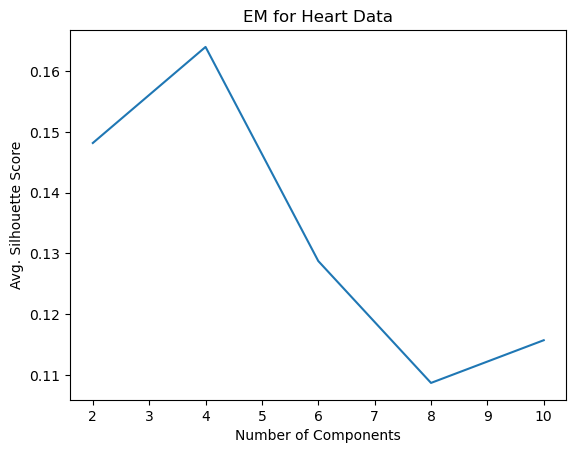 EM for Heart Data
Avg. Silhouette Score
0.16
0.15
0.14
0.13
0.12
0.11
2 3 4 5 6 7 8 9 10
Number of Components